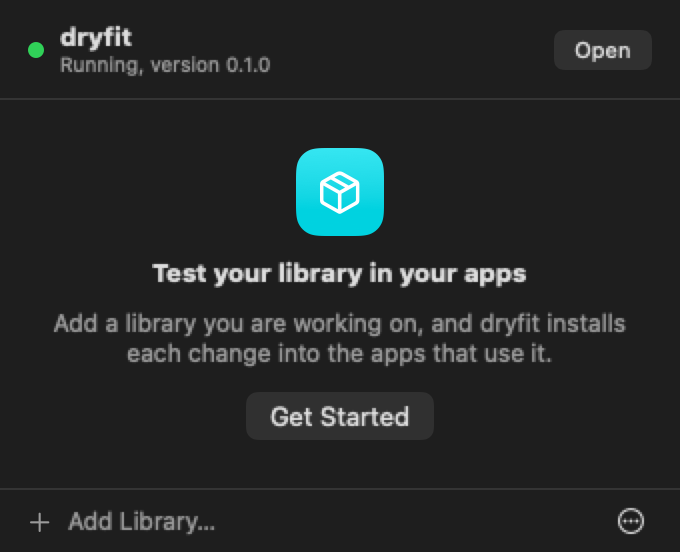 dryfit
Running, version 0.1.0
Open
Test your library in your apps
Add a library you are working on, and dryfit installs
each change into the apps that use it.
Get Started
Add Library...